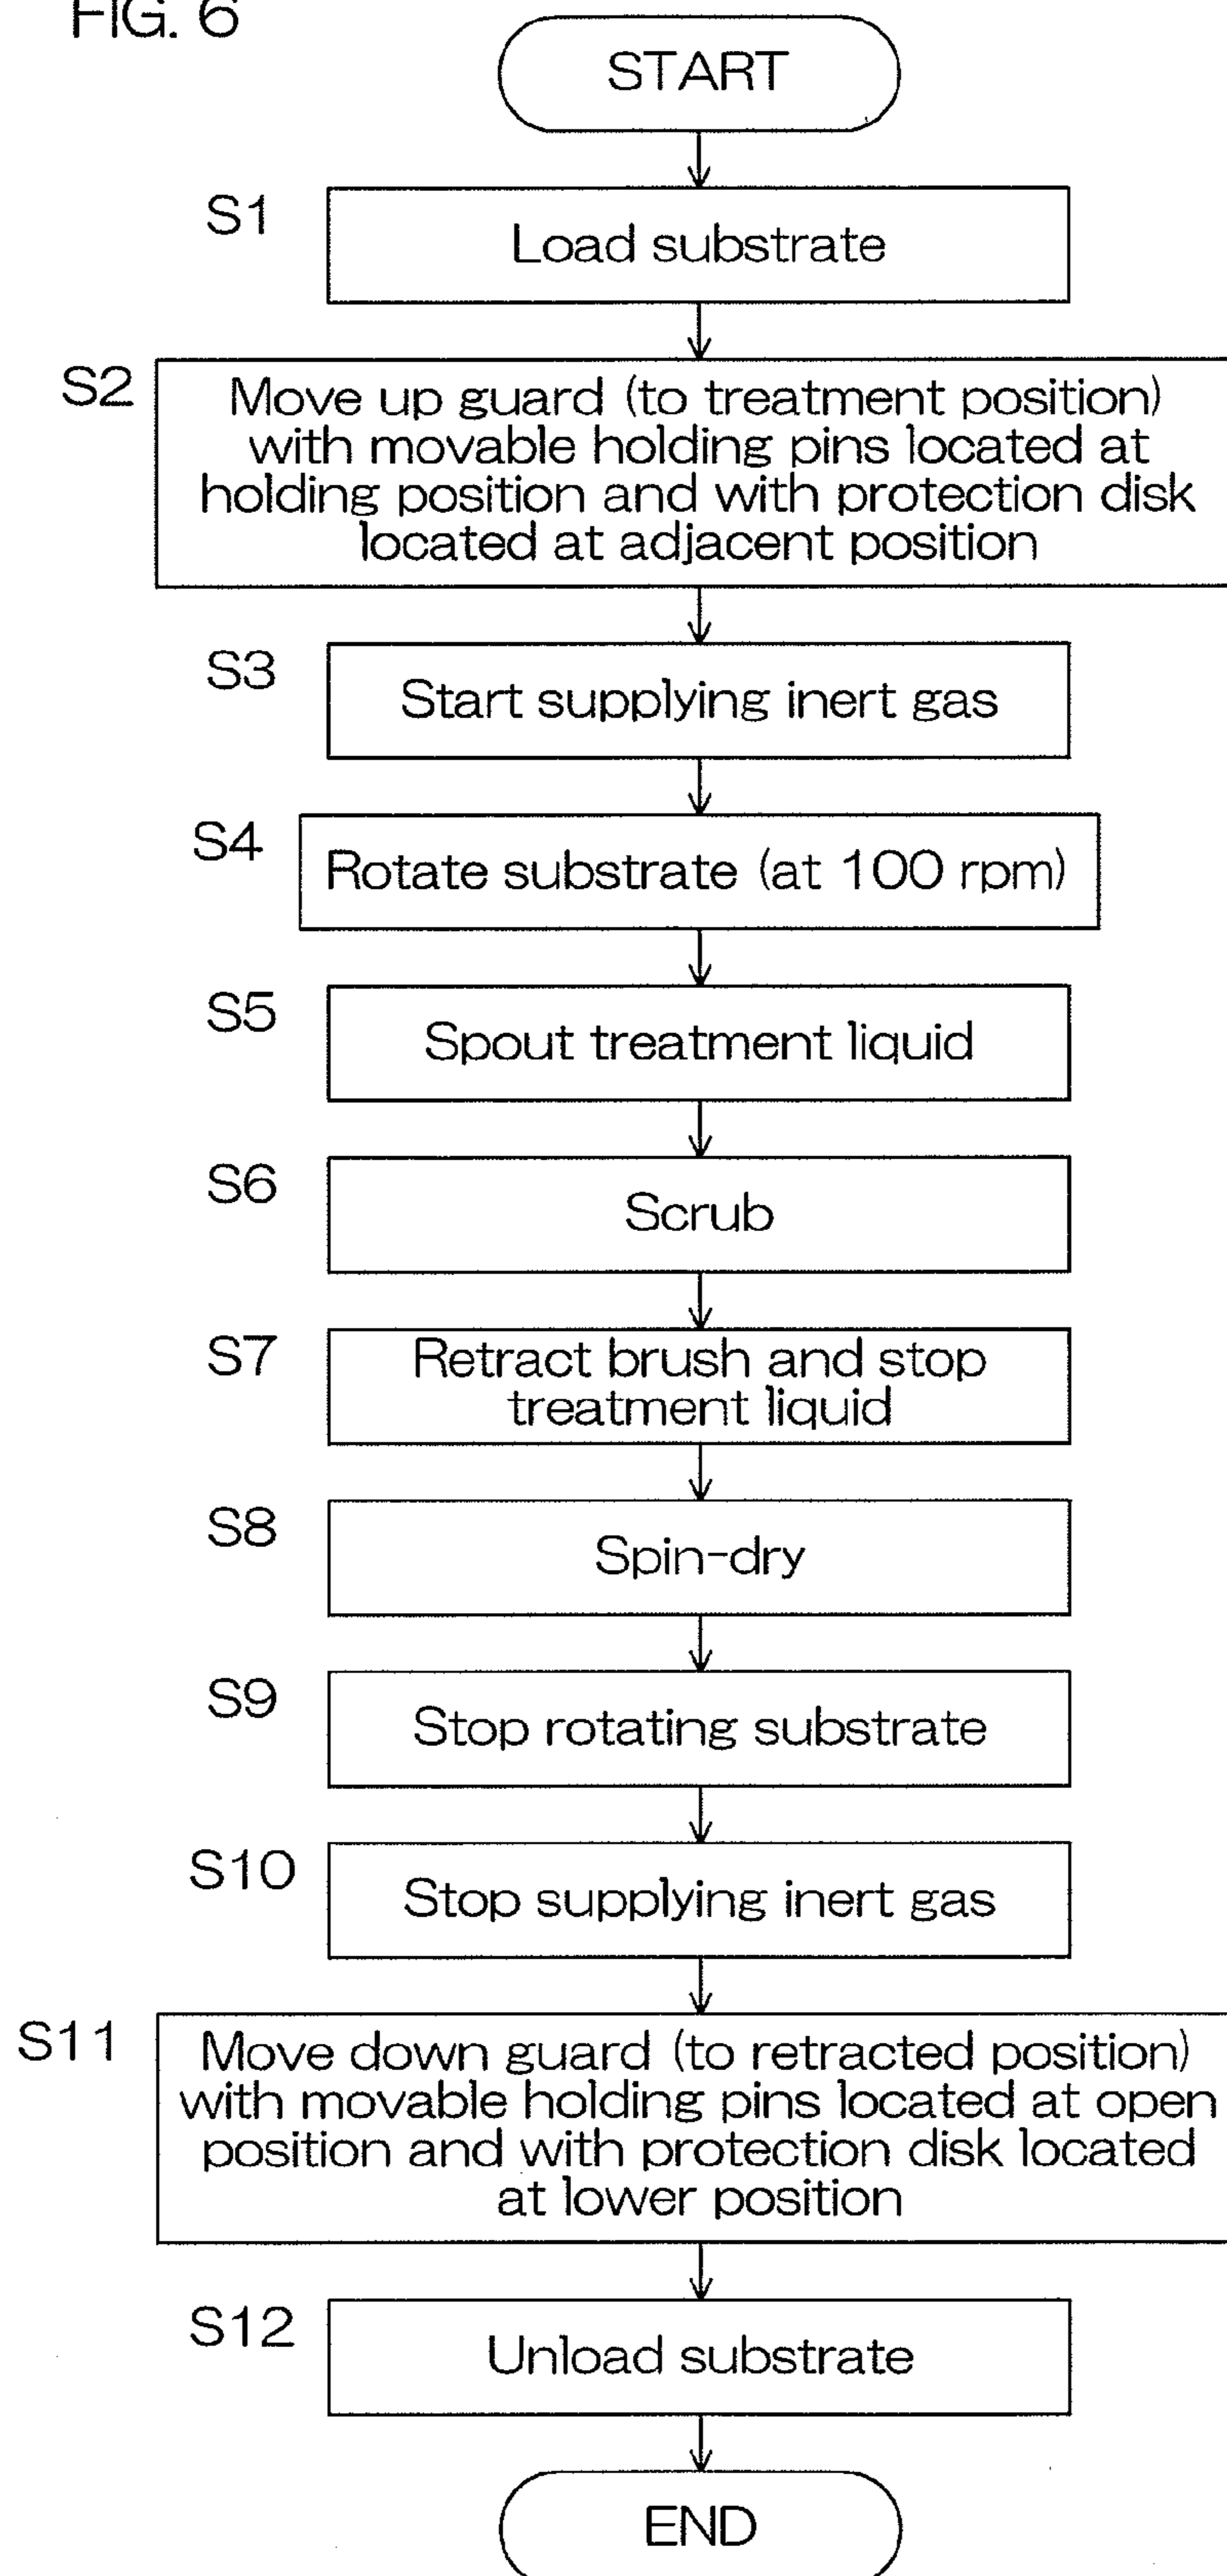 FIG. 6
START
S1
Load substrate
S2
Move up guard (to treatment position)
with movable holding pins located at
holding position and with protection disk
located at adjacent position
S3
Start supplying inert gas
S4
Rotate substrate (at 100 rpm)
S5
Spout treatment liquid
S6
Scrub
S7
Retract brush and stop
treatment liquid
S8
Spin-dry
S9
Stop rotating substrate
S10
Stop supplying inert gas
S11
Move down guard (to retracted position)
with movable holding pins located at open
position and with protection disk located
at lower position
S12
Unload substrate
END